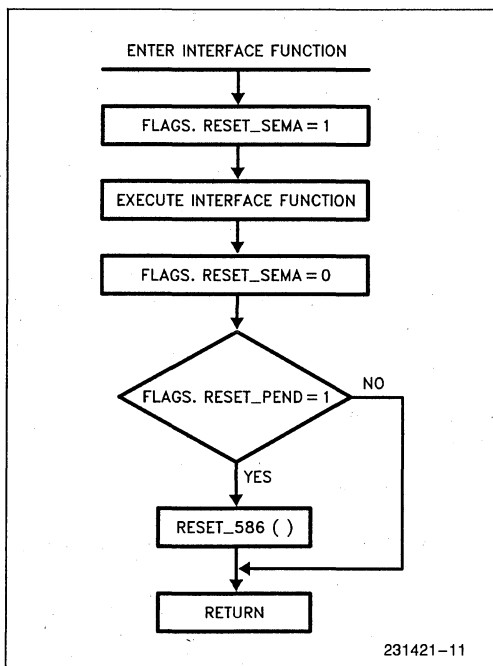 ENTER INTERFACE FUNCTION
FLAGS. RESET_SEMA = 1
EXECUTE INTERFACE FUNCTION
FLAGS. RESET_SEMA = 0
FLAGS. RESET_PEND = 1
NO
YES
RESET_586 ( )
RETURN
231421-11